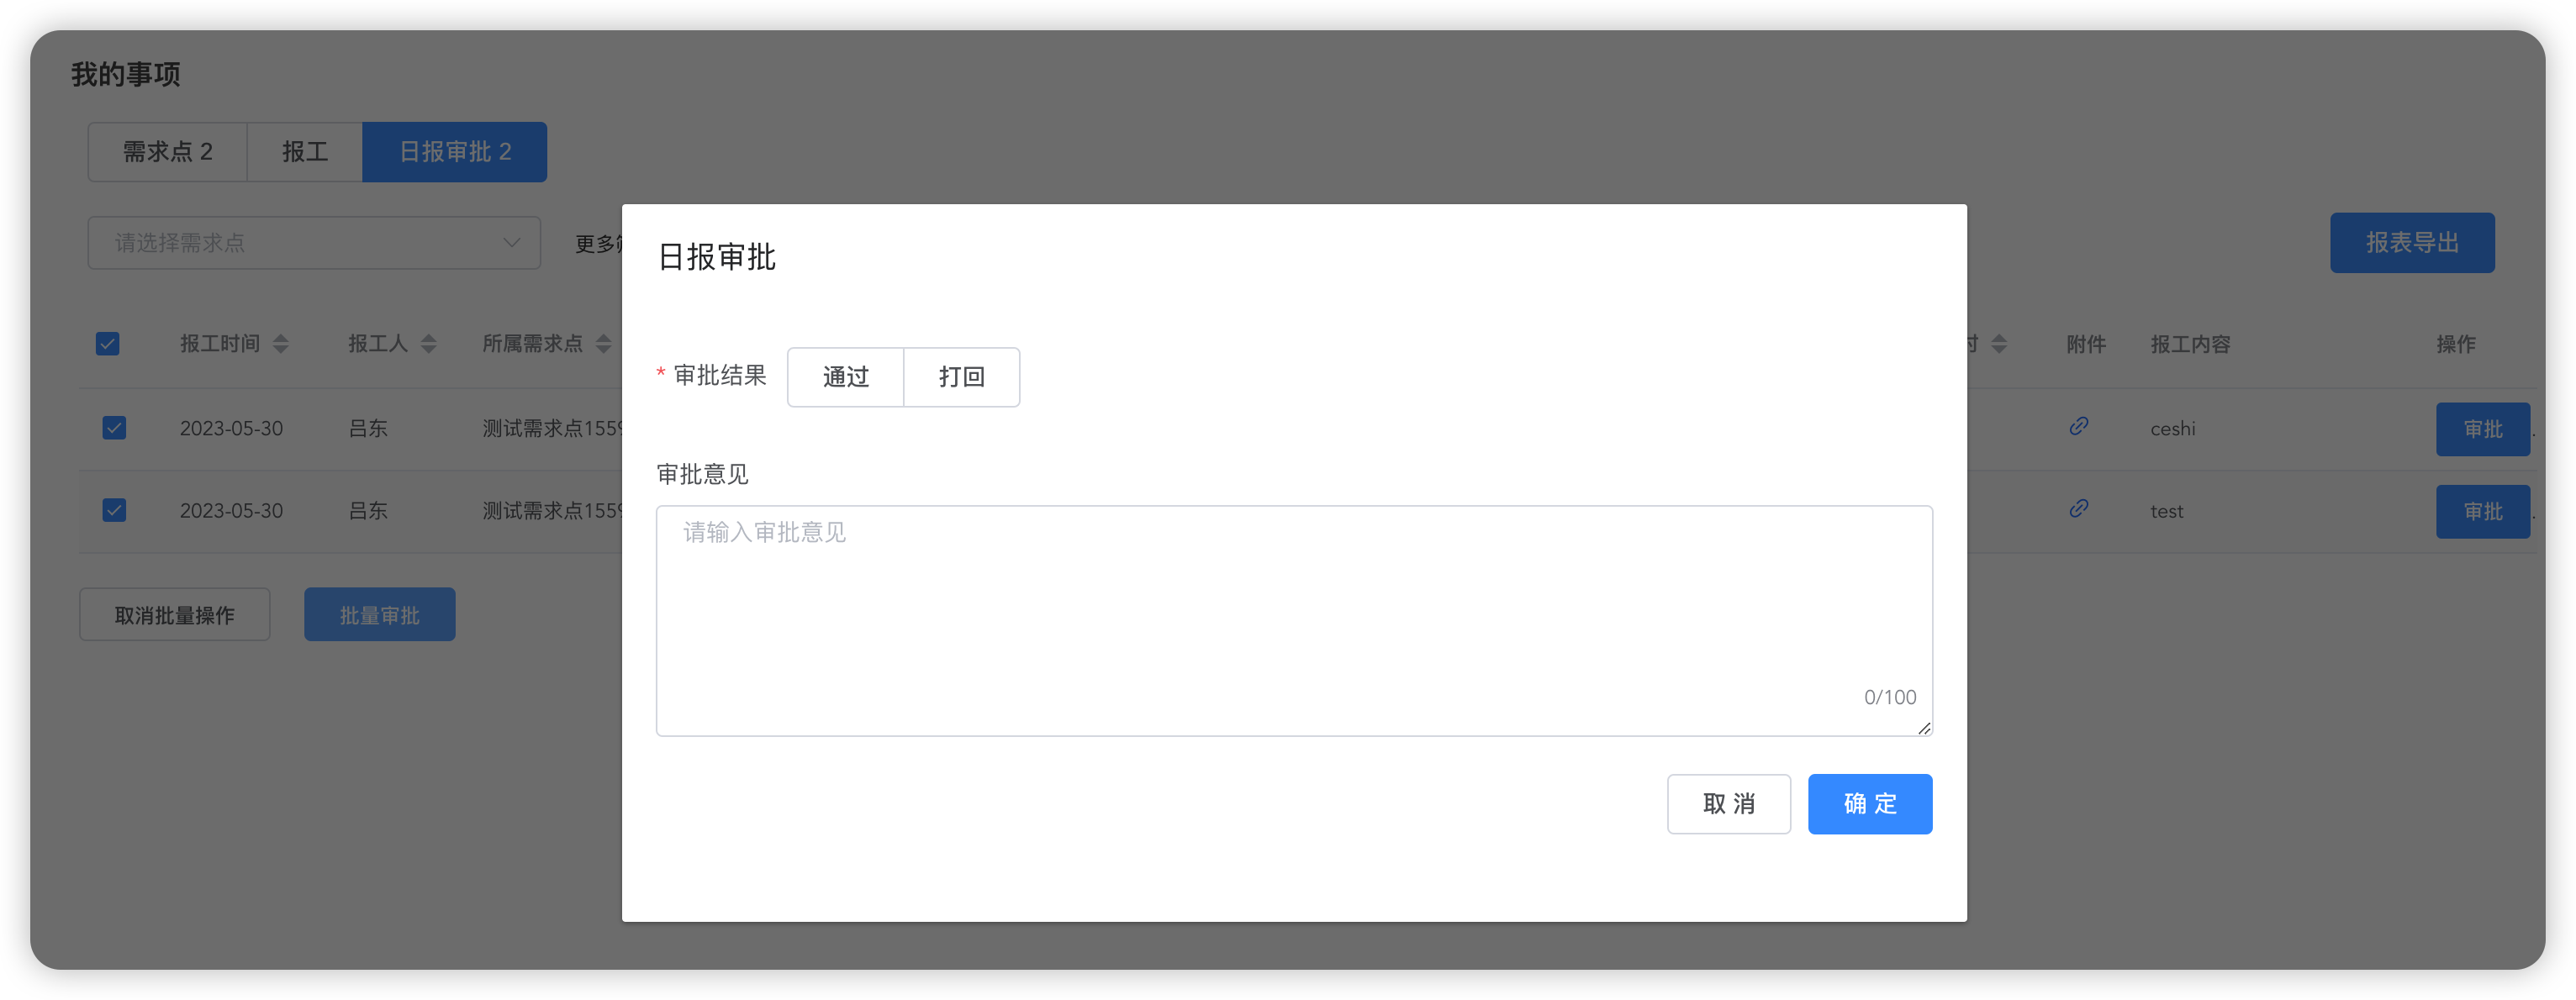 我的事项
需求点 2 报工 日报审批 2
请选择需求点 更多 报表导出
日报审批
报工时间 报工人 所属需求点 附件 报工内容 操作
* 审批结果 通过 打回
2023-05-30 吕东 测试需求点155 ceshi 审批
审批意见
2023-05-30 吕东 测试需求点155 test 审批
请输入审批意见
取消批量操作 批量审批
0/100
取 消 确 定